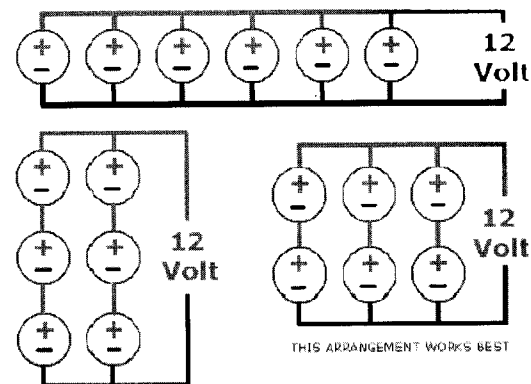 + + + + + +
− − − − − −
12
Volt
+ +
− −
+ +
− −
+ +
− −
12
Volt
+ + +
− − −
+ + +
− − −
12
Volt
THIS ARRANGEMENT WORKS BEST